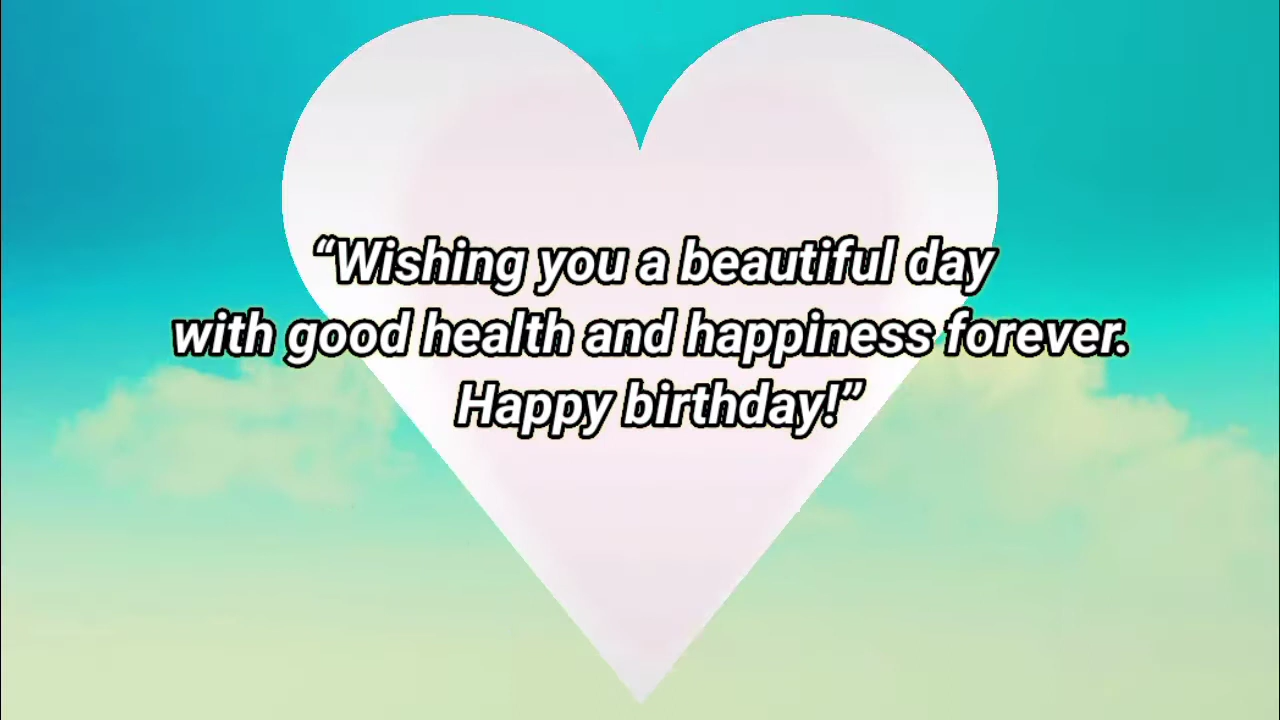 “Wishing you a beautiful day
with good health and happiness forever.
Happy birthday!”